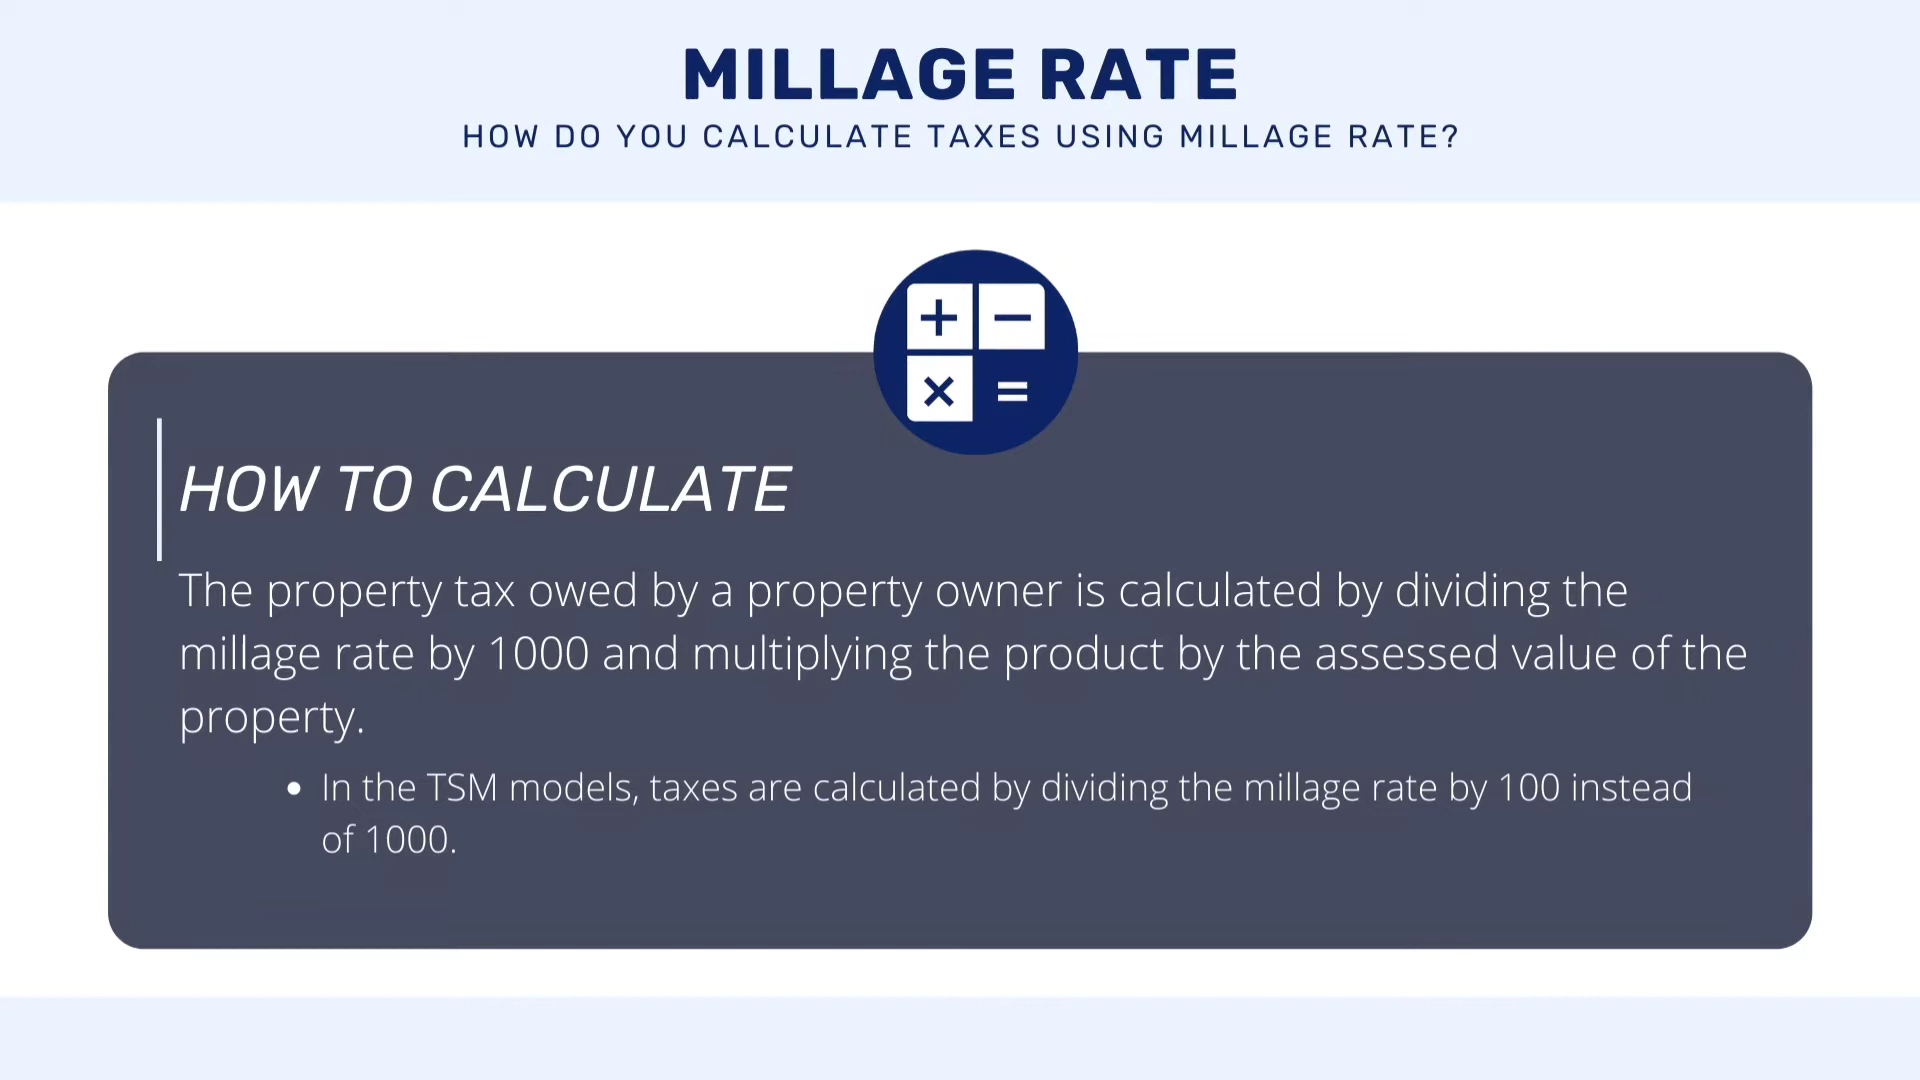 MILLAGE RATE
HOW DO YOU CALCULATE TAXES USING MILLAGE RATE?
HOW TO CALCULATE
The property tax owed by a property owner is calculated by dividing the
millage rate by 1000 and multiplying the product by the assessed value of the
property.
• In the TSM models, taxes are calculated by dividing the millage rate by 100 instead
of 1000.